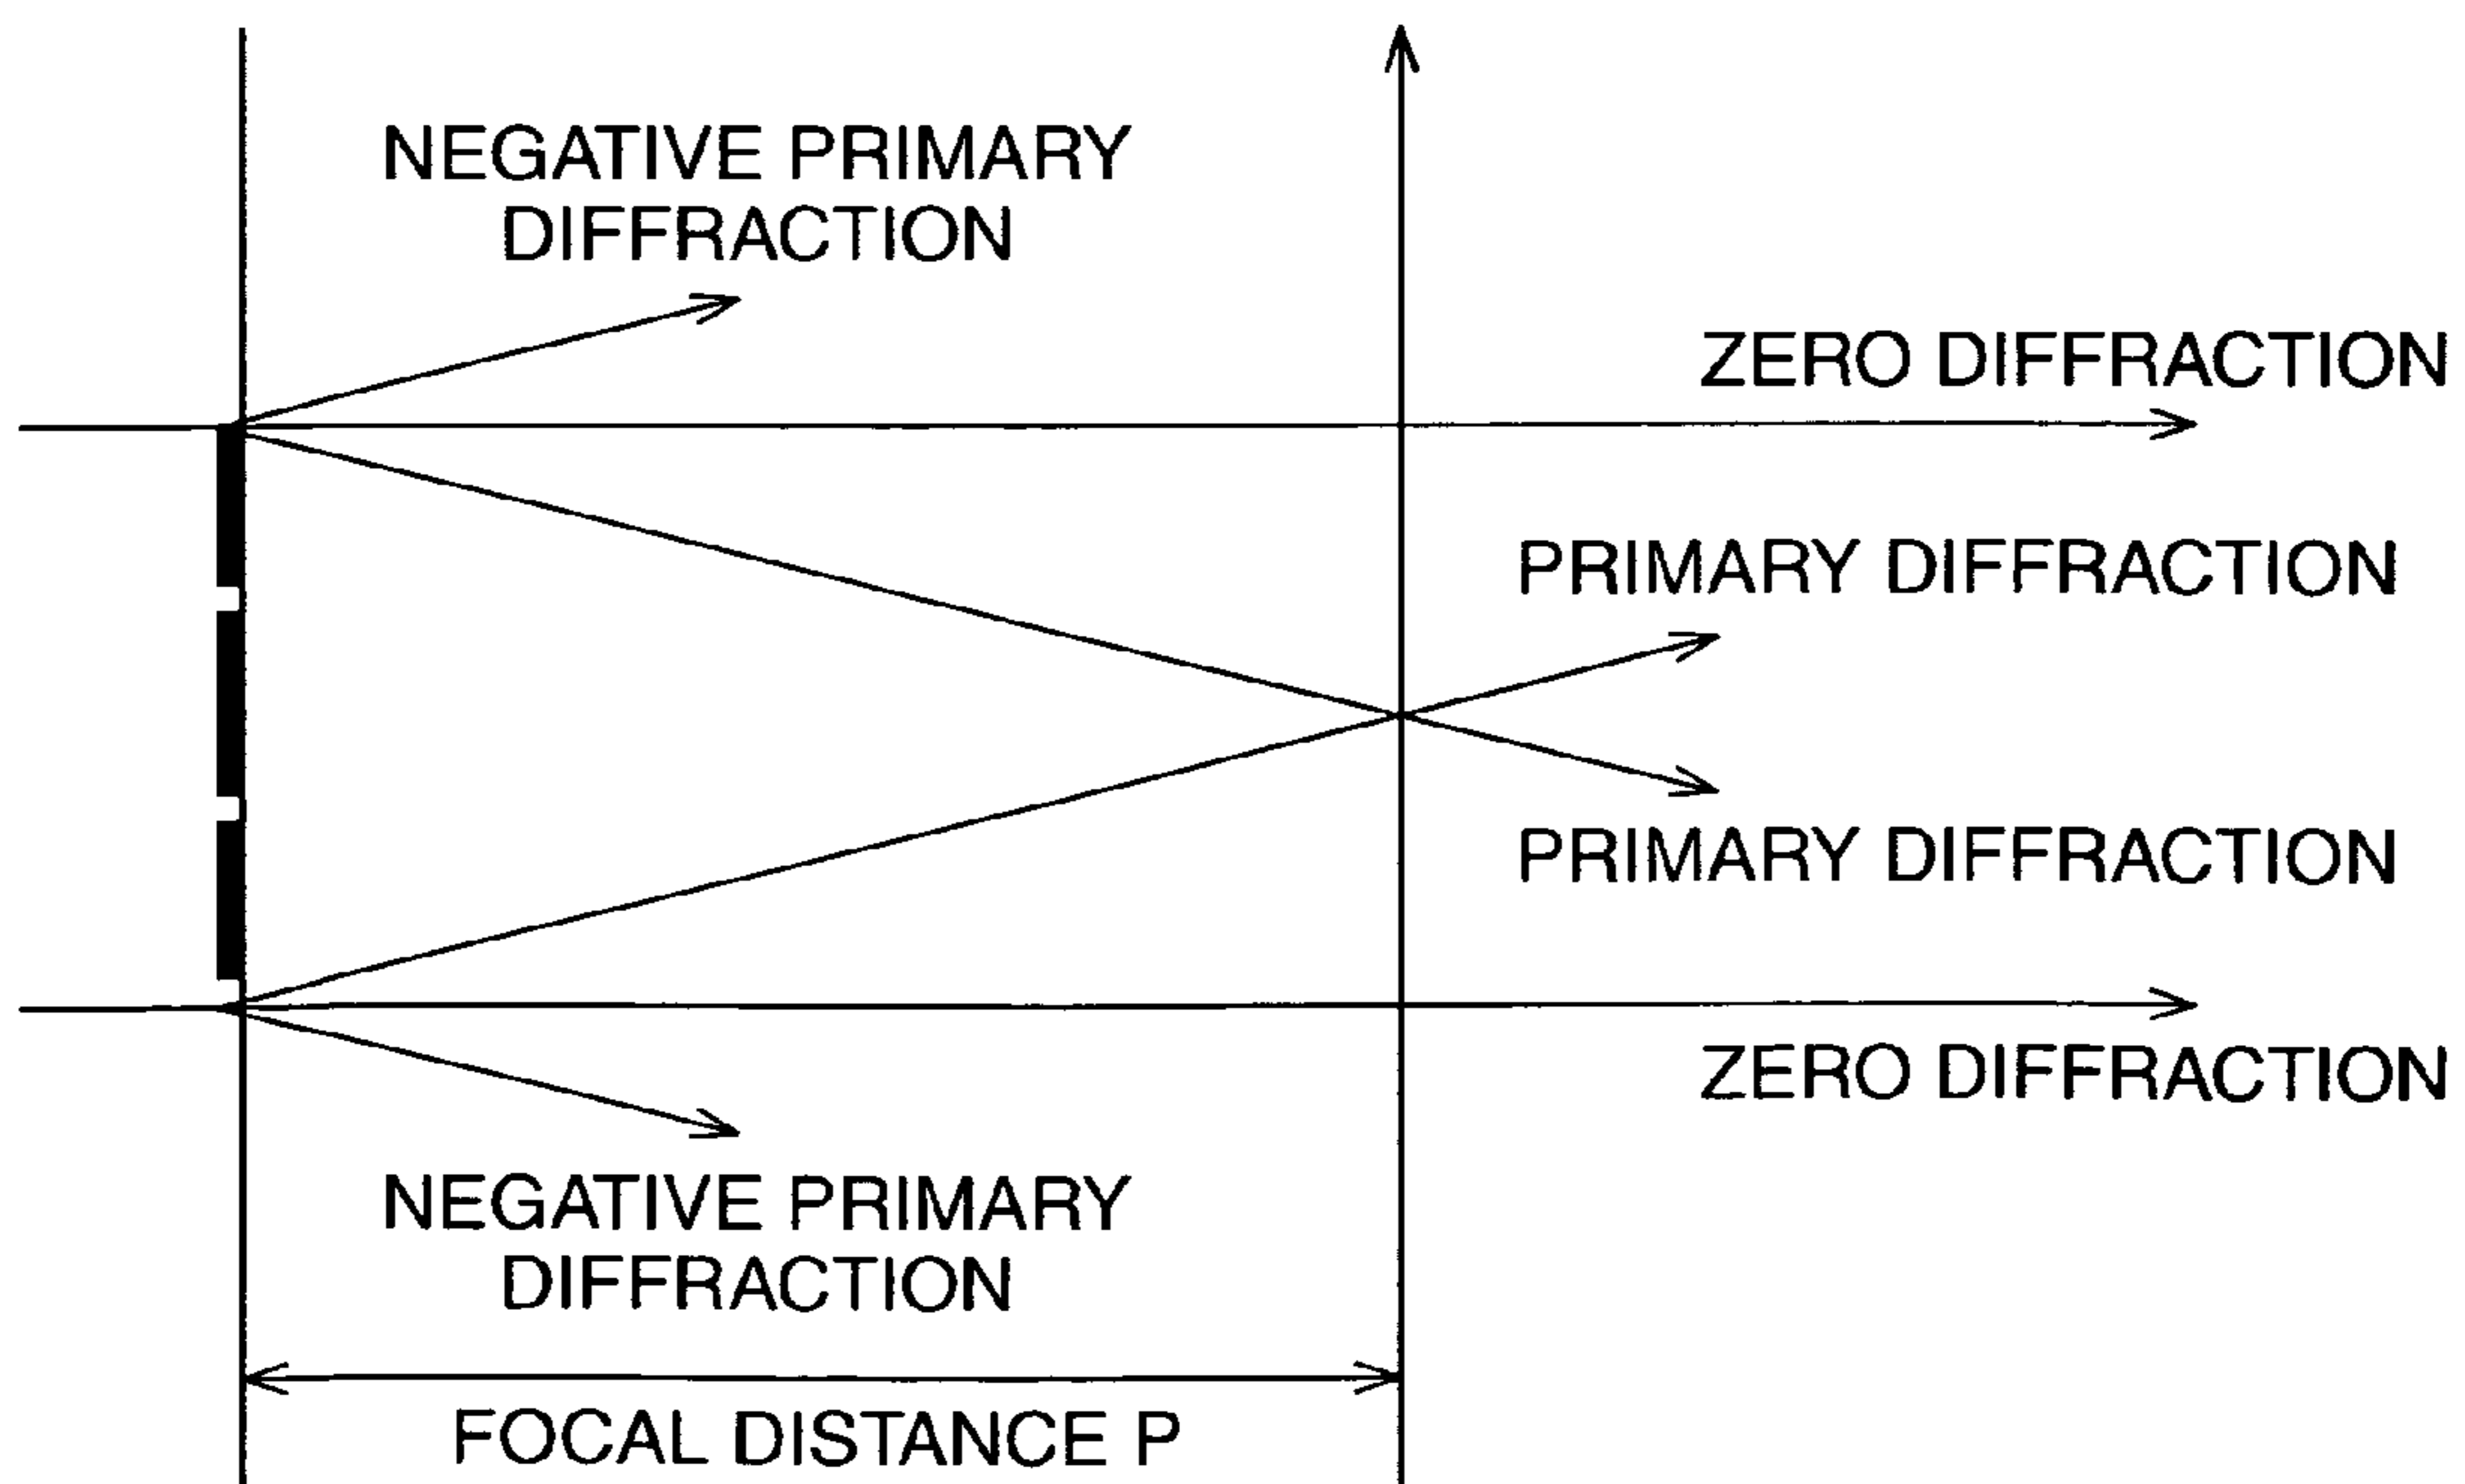 NEGATIVE PRIMARY
DIFFRACTION
ZERO DIFFRACTION
PRIMARY DIFFRACTION
PRIMARY DIFFRACTION
ZERO DIFFRACTION
NEGATIVE PRIMARY
DIFFRACTION
FOCAL DISTANCE P